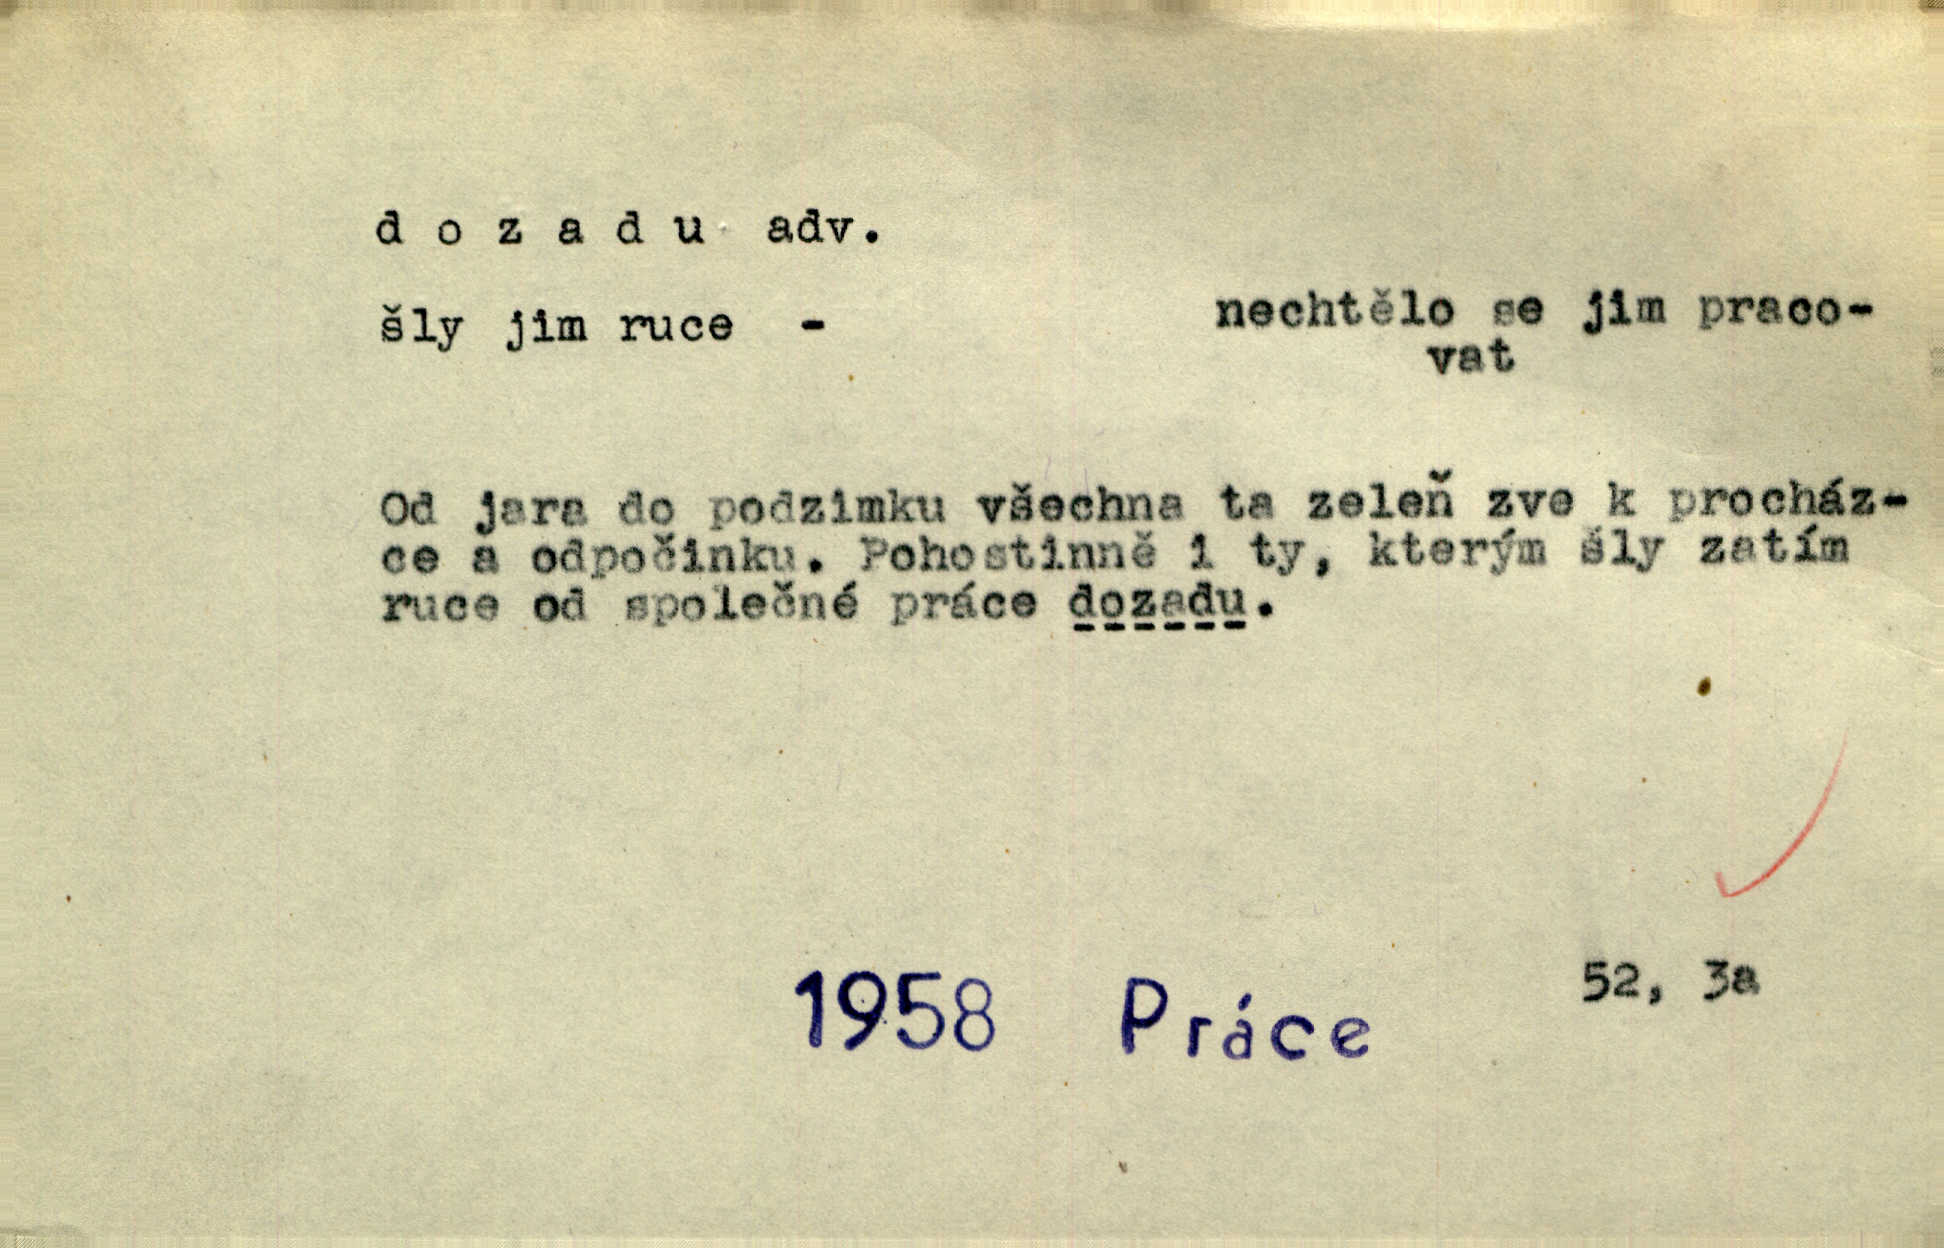 dozadu adv.
šly jim ruce -
nechtělo se jim praco-
vat
Od jara do podzimku všechna ta zeleň zve k procház-
ce a odpočinku. Pohostinně i ty, kterým šly zatím
ruce od společné práce dozadu.
52, 3a
1958 Práce